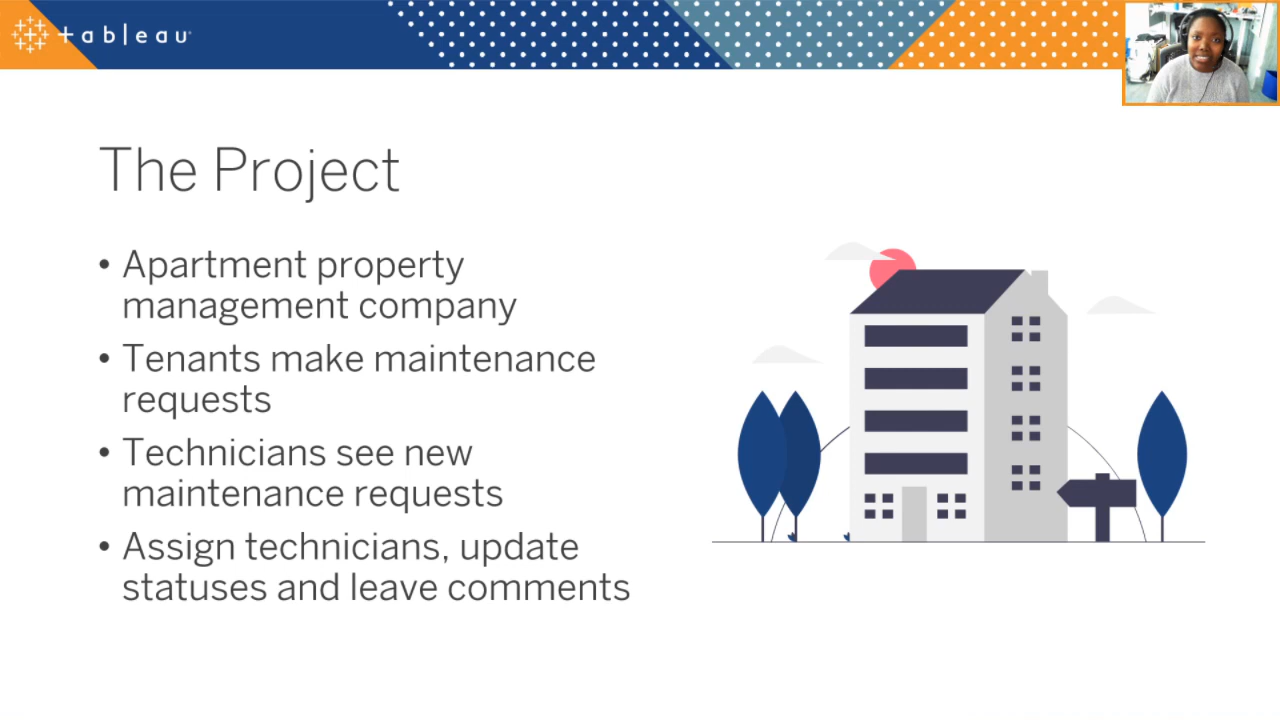 tableau
The Project
• Apartment property
management company
• Tenants make maintenance
requests
• Technicians see new
maintenance requests
• Assign technicians, update
statuses and leave comments